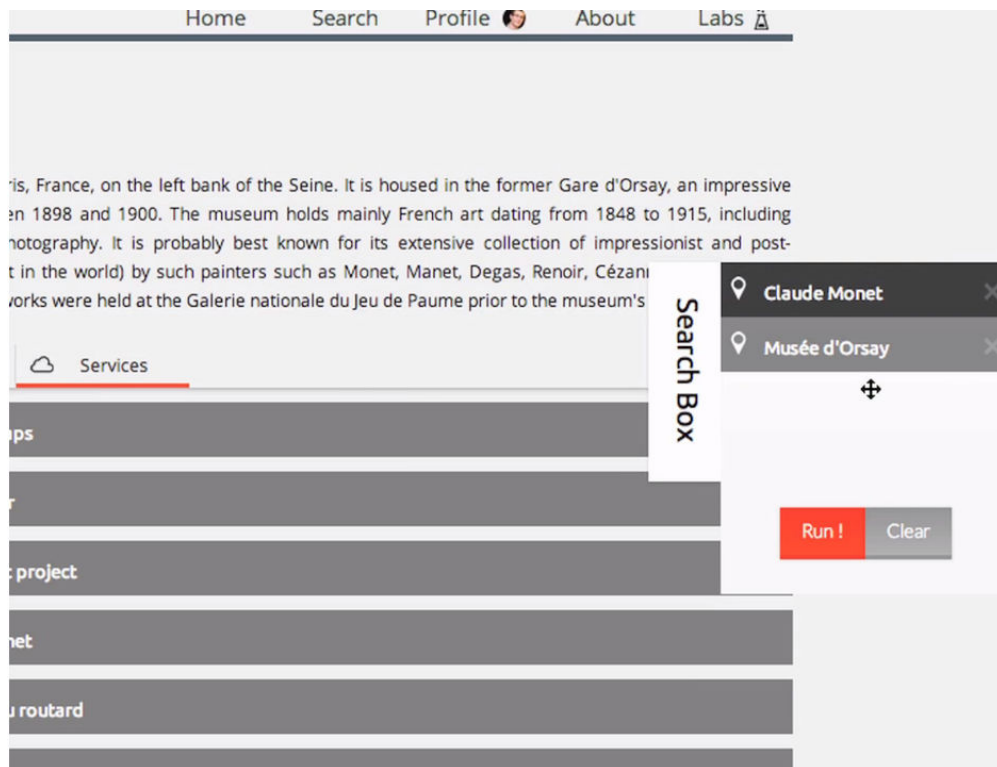 Home Search Profile About Labs
ris, France, on the left bank of the Seine. It is housed in the former Gare d'Orsay, an impressive
en 1898 and 1900. The museum holds mainly French art dating from 1848 to 1915, including
hotography. It is probably best known for its extensive collection of impressionist and post-
t in the world) by such painters such as Monet, Manet, Degas, Renoir,
works were held at the Galerie nationale du Jeu de Paume prior to the museum's
Search Box
Claude Monet
Musée d'Orsay
Run ! Clear
Services
project
routard